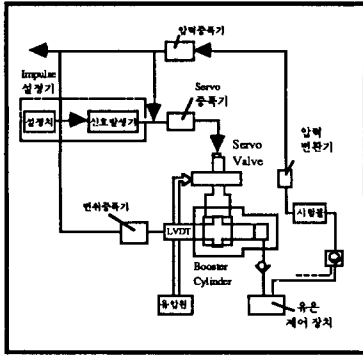 압력증폭기
Impulse
설정기
Servo
증폭기
설정치
신호발생기
Servo
Valve
압력
변환기
변위증폭기
LVDT
시험품
Booster
Cylinder
유압원
유온
제어 장치